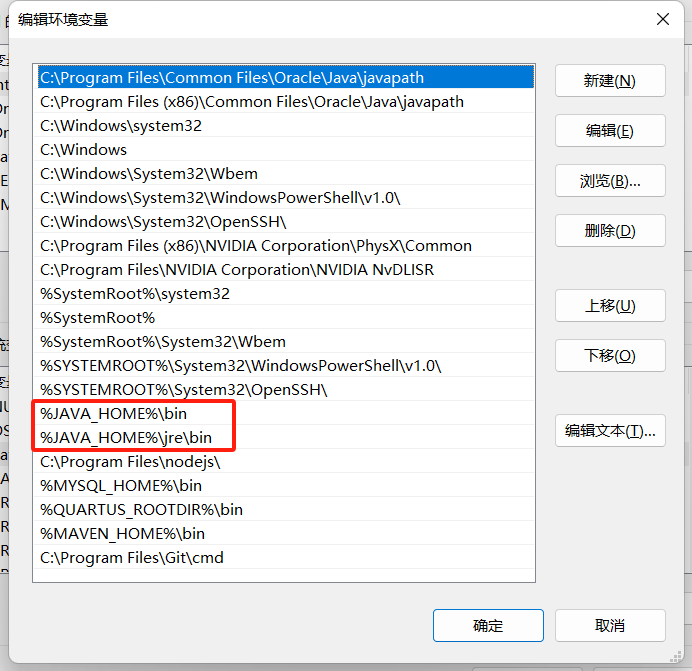 编辑环境变量
C:\Program Files\Common Files\Oracle\Java\javapath
C:\Program Files (x86)\Common Files\Oracle\Java\javapath
C:\Windows\system32
C:\Windows
C:\Windows\System32\Wbem
C:\Windows\System32\WindowsPowerShell\v1.0\
C:\Windows\System32\OpenSSH\
C:\Program Files (x86)\NVIDIA Corporation\PhysX\Common
C:\Program Files\NVIDIA Corporation\NVIDIA NvDLISR
%SystemRoot%\system32
%SystemRoot%
%SystemRoot%\System32\Wbem
%SYSTEMROOT%\System32\WindowsPowerShell\v1.0\
%SYSTEMROOT%\System32\OpenSSH\
%JAVA_HOME%\bin
%JAVA_HOME%\jre\bin
C:\Program Files\nodejs\
%MYSQL_HOME%\bin
%QUARTUS_ROOTDIR%\bin
%MAVEN_HOME%\bin
C:\Program Files\Git\cmd
新建(N)
编辑(E)
浏览(B)...
删除(D)
上移(U)
下移(O)
编辑文本(T)...
确定
取消